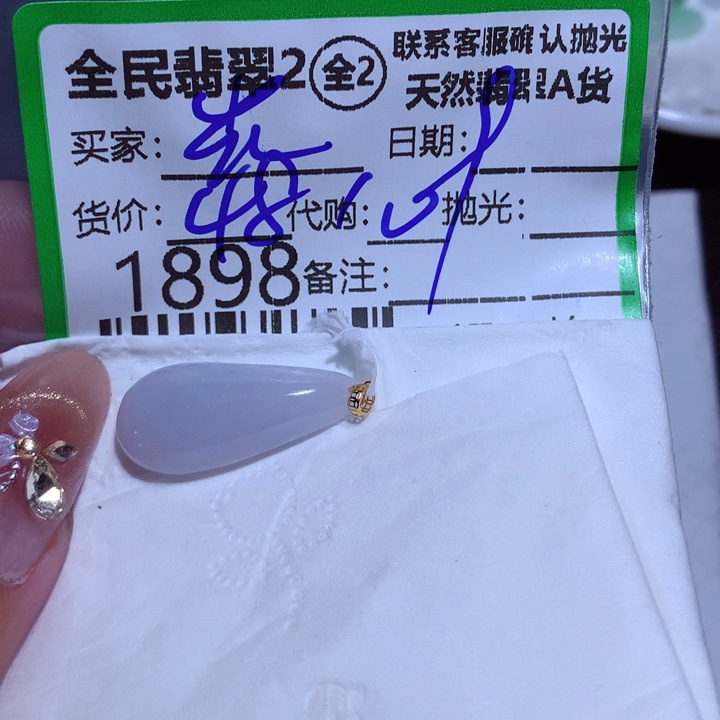 全民翡翠2 全2 联系客服确认抛光
天然翡翠A货
买家: 日期:
货价: 代购: 抛光:
1898 备注: